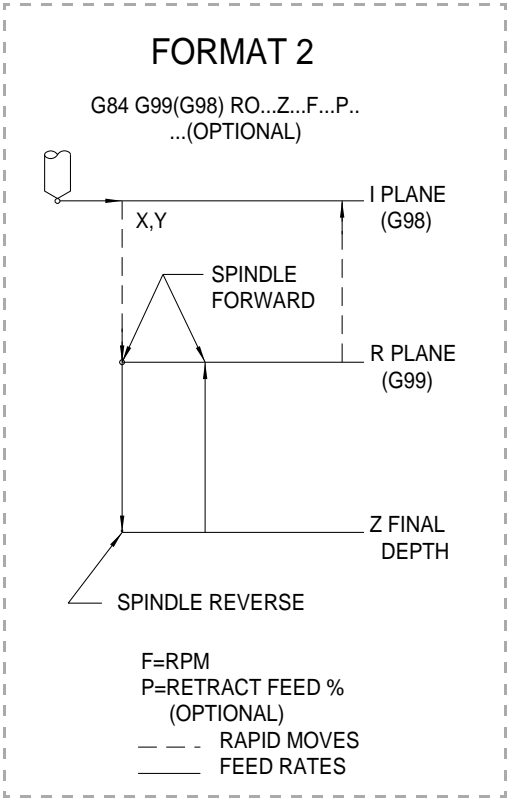 FORMAT 2
G84 G99(G98) RO...Z...F...P..
...(OPTIONAL)
I PLANE
(G98)
X,Y
SPINDLE
FORWARD
R PLANE
(G99)
Z FINAL
DEPTH
SPINDLE REVERSE
F=RPM
P=RETRACT FEED %
(OPTIONAL)
RAPID MOVES
FEED RATES